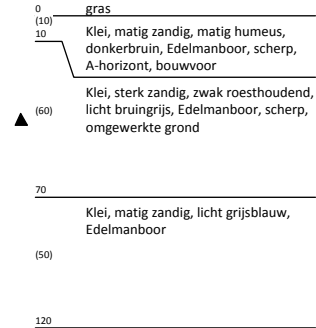 0
gras
(10)
10
Klei, matig zandig, matig humeus,
donkerbruin, Edelmanboor, scherp,
A-horizont, bouwvoor
Klei, sterk zandig, zwak roesthoudend,
licht bruingrijs, Edelmanboor, scherp,
omgewerkte grond
(60)
70
Klei, matig zandig, licht grijsblauw,
Edelmanboor
(50)
120